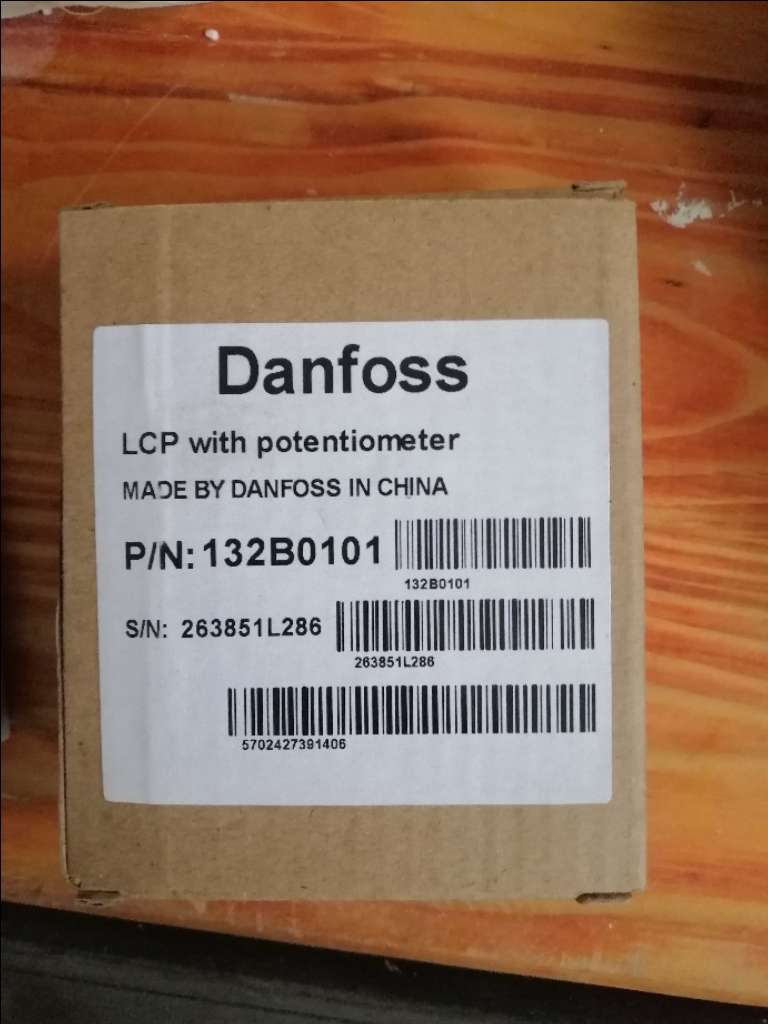 Danfoss
LCP with potentiometer
MADE BY DANFOSS IN CHINA
P/N: 132B0101
132B0101
S/N: 263851L286
263851L286
5702427391406